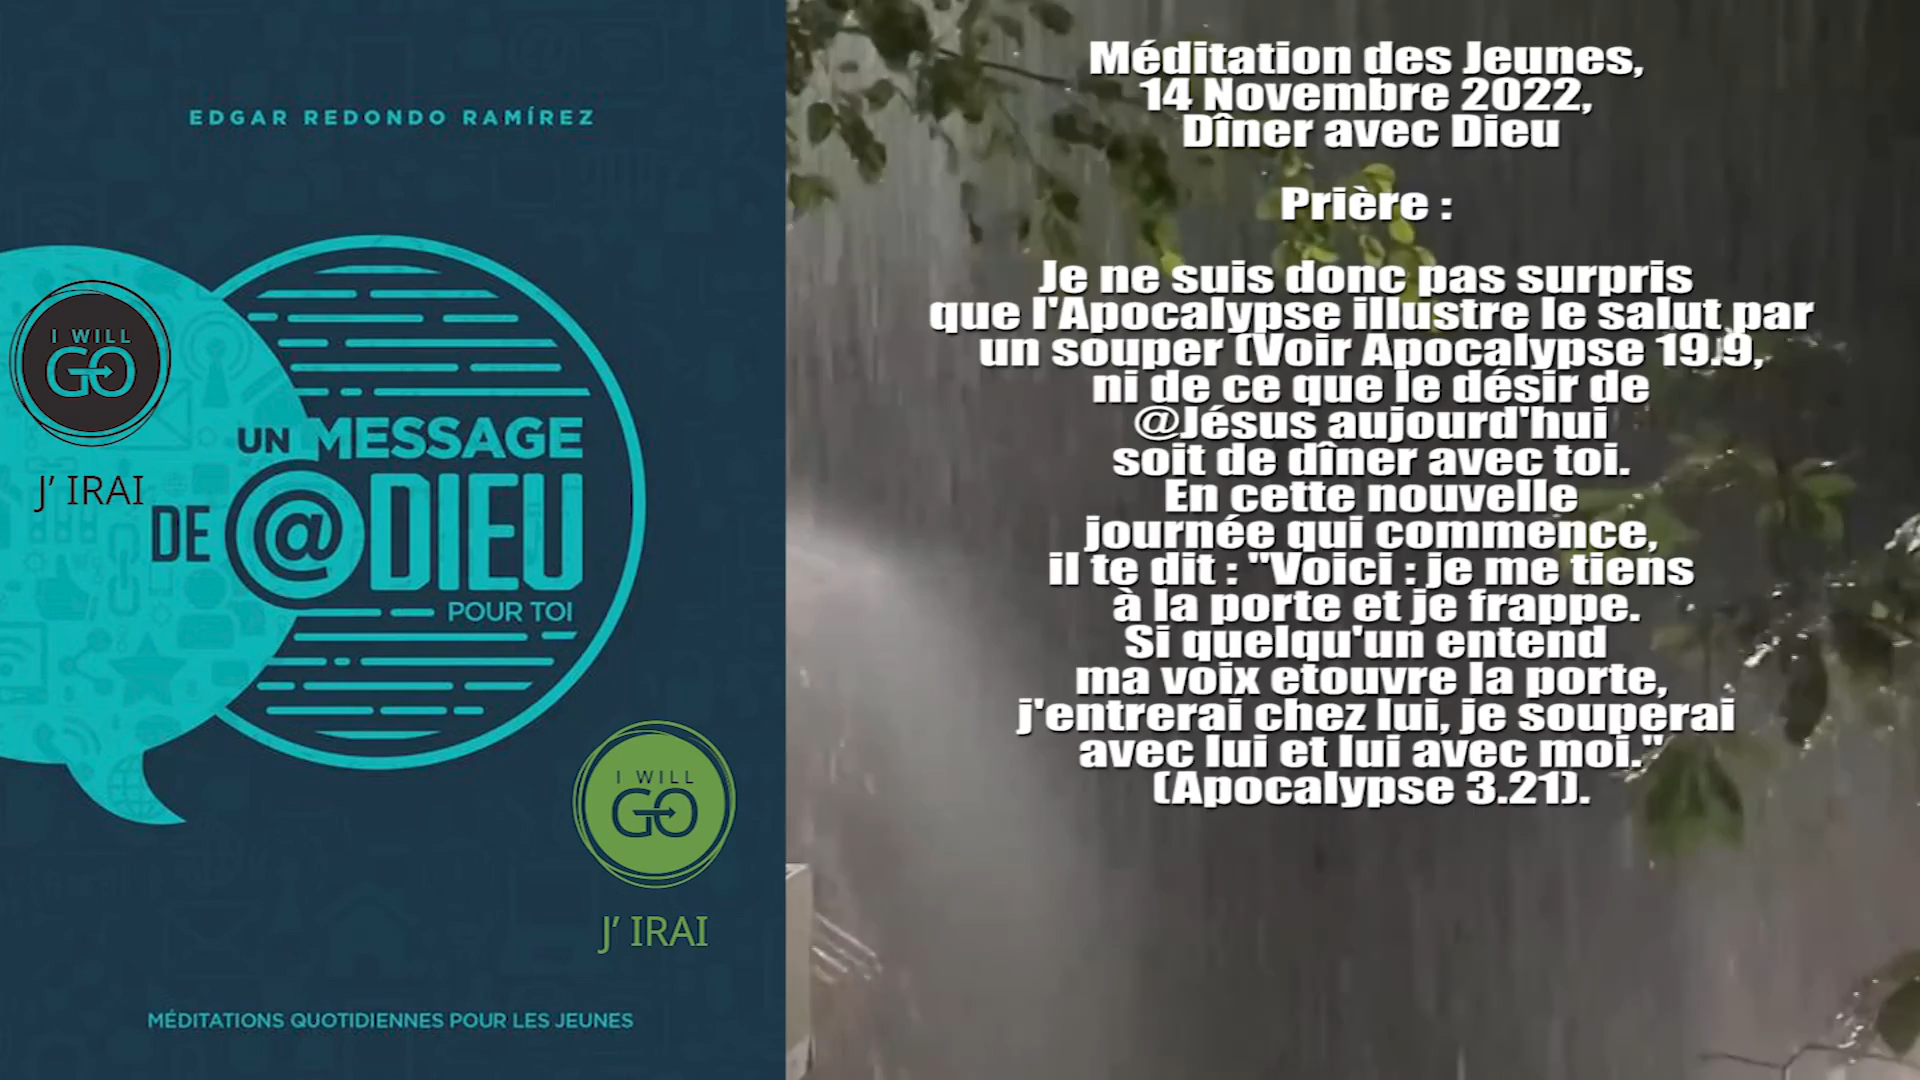 EDGAR REDONDO RAMÍREZ
I WILL
GO
J’ IRAI
UN MESSAGE
DE @DIEU
POUR TOI
I WILL
GO
J’ IRAI
MÉDITATIONS QUOTIDIENNES POUR LES JEUNES
Méditation des Jeunes,
14 Novembre 2022,
Dîner avec Dieu
Prière :
Je ne suis donc pas surpris
que l'Apocalypse illustre le salut par
un souper (Voir Apocalypse 19.9,
ni de ce que le désir de
@Jésus aujourd'hui
soit de dîner avec toi.
En cette nouvelle
journée qui commence,
il te dit : "Voici : je me tiens
à la porte et je frappe.
Si quelqu'un entend
ma voix etouvre la porte,
j'entrerai chez lui, je souperai
avec lui et lui avec moi."
(Apocalypse 3.21).